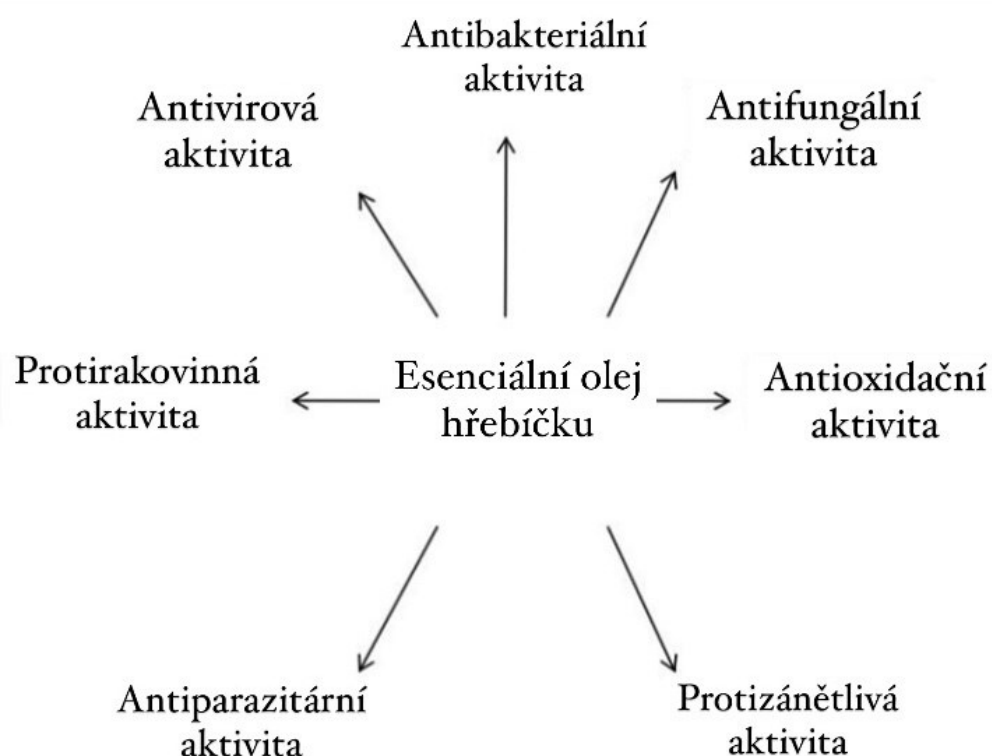 Antibakteriální
aktivita
Antivirová
aktivita
Antifungální
aktivita
Protirakovinná
aktivita
Esenciální olej
hřebíčku
Antioxidační
aktivita
Antiparazitární
aktivita
Protizánětlivá
aktivita